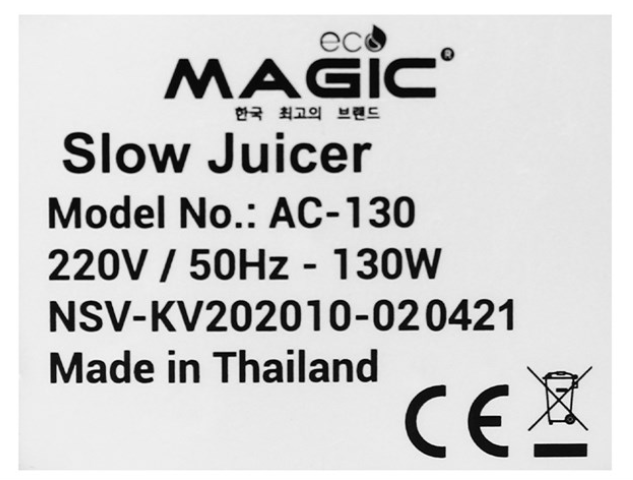 eco
MAGIC®
한국 최고의 브랜드
Slow Juicer
Model No.: AC-130
220V / 50Hz - 130W
NSV-KV202010-020421
Made in Thailand
CE